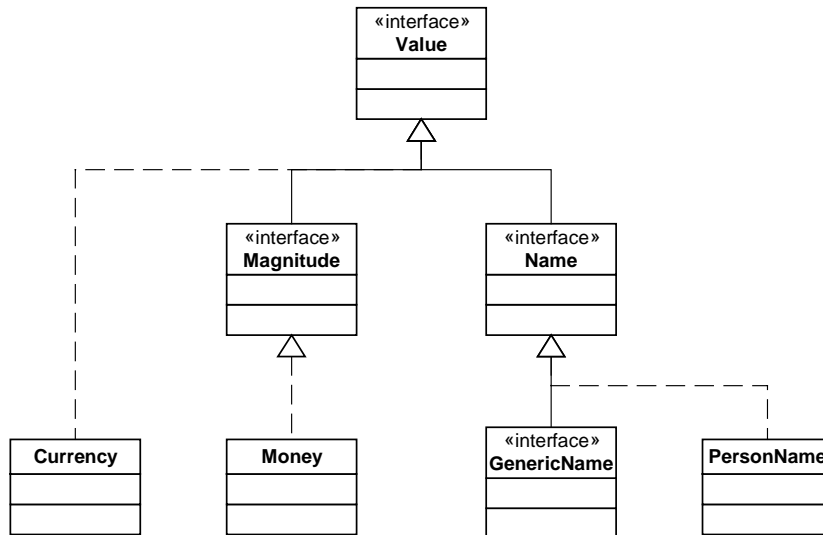 «interface»
Value
«interface»
Magnitude
«interface»
Name
Currency
Money
«interface»
GenericName
PersonName